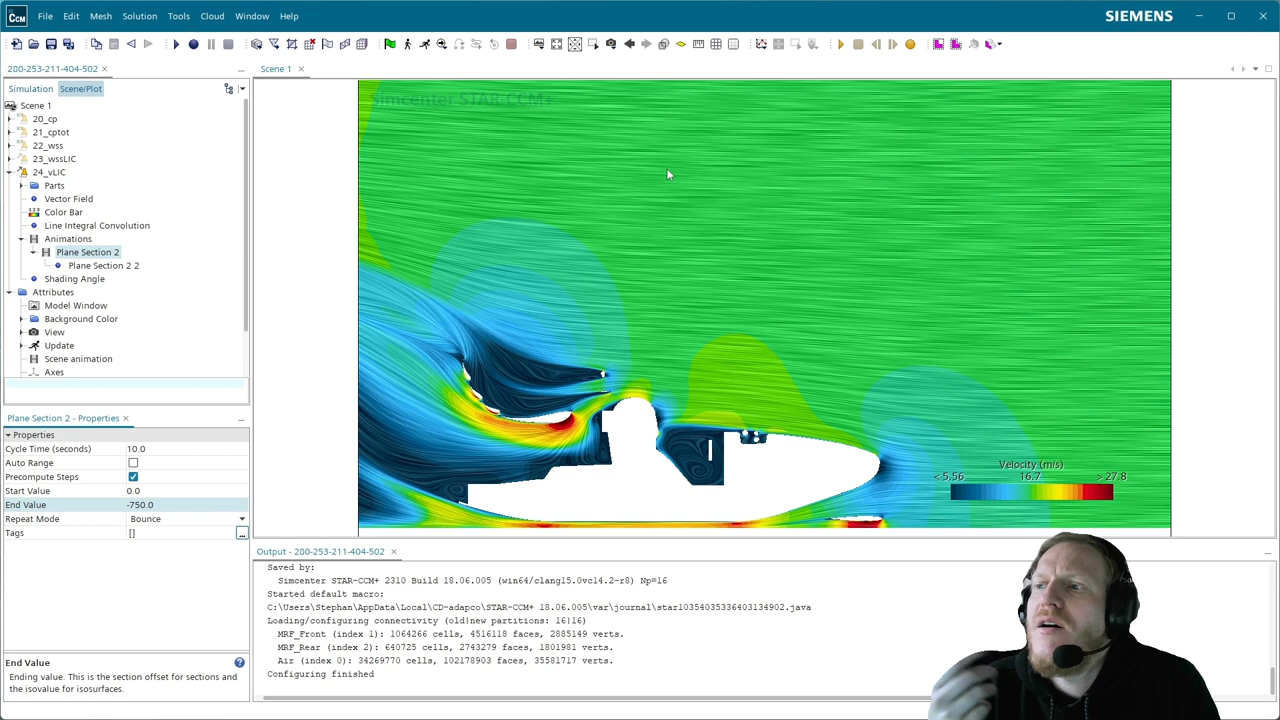 CCM
File Edit Mesh Solution Tools Cloud Window Help
SIEMENS
280-253-211-404-502
Scene 1
Simulation
Scene/Plot
Scene 1
20_cp
21_cptot
22_wss
23_wssLIC
24_vLIC
Parts
Vector Field
Color Bar
Line Integral Convolution
Animations
Plane Section 2
Plane Section 2 2
Shading Angle
Attributes
Model Window
Background Color
View
Update
Scene animation
Axes
Plane Section 2 - Properties
Properties
Cycle Time (seconds) 10.0
Auto Range
Precompute Steps
Start Value 0.0
End Value -750.0
Repeat Mode Bounce
Tags []
...
End Value
Ending value. This is the section offset for sections and
the isovalue for isosurfaces.
Simcenter STAR-CCM+
Velocity (m/s)
< 5.56 16.7 > 27.8
Output - 280-253-211-404-502
Saved by:
Simcenter STAR-CCM+ 2310 Build 18.06.005 (win64/clang15.0vc14.2-r8) Np=16
Started default macro:
C:\Users\Stephan\AppData\Local\CD-adapco\STAR-CCM+ 18.06.005\var\journal\star10354035336403134902.java
Loading/configuring connectivity (old|new partitions: 16|16)
MRF_Front (index 1): 1064266 cells, 4516118 faces, 2885149 verts.
MRF_Rear (index 2): 640725 cells, 2743279 faces, 1801981 verts.
Air (index 0): 34269770 cells, 102178903 faces, 35581717 verts.
Configuring finished